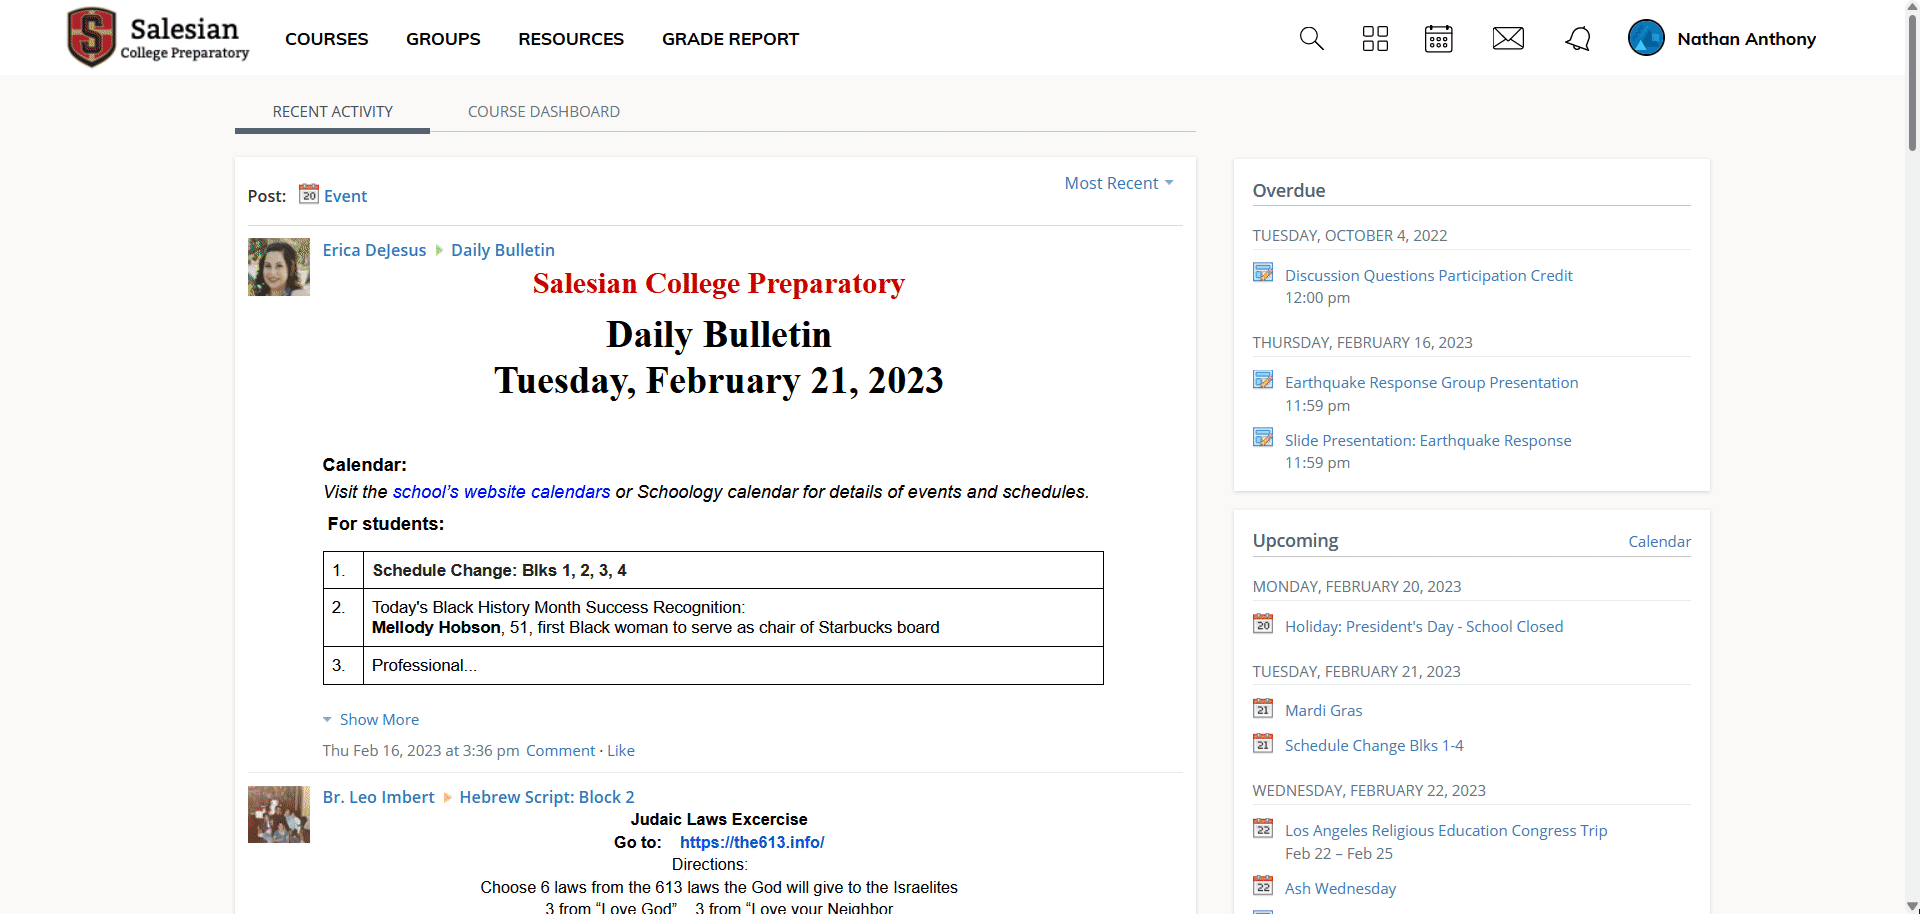 Salesian
College Preparatory
COURSES
GROUPS
RESOURCES
GRADE REPORT
Nathan Anthony
RECENT ACTIVITY
COURSE DASHBOARD
Post:
20
Event
Most Recent
Erica DeJesus
Daily Bulletin
Salesian College Preparatory
Daily Bulletin
Tuesday, February 21, 2023
Calendar:
Visit the school's website calendars or Schoology calendar for details of events and schedules.
For students:
1. Schedule Change: Blks 1, 2, 3, 4
2. Today's Black History Month Success Recognition:
Mellody Hobson, 51, first Black woman to serve as chair of Starbucks board
3. Professional...
Show More
Thu Feb 16, 2023 at 3:36 pm Comment · Like
Br. Leo Imbert
Hebrew Script: Block 2
Judaic Laws Excercise
Go to: https://the613.info/
Directions:
Choose 6 laws from the 613 laws the God will give to the Israelites
3 from “Love God” 3 from “Love your Neighbor
Overdue
TUESDAY, OCTOBER 4, 2022
Discussion Questions Participation Credit
12:00 pm
THURSDAY, FEBRUARY 16, 2023
Earthquake Response Group Presentation
11:59 pm
Slide Presentation: Earthquake Response
11:59 pm
Upcoming
Calendar
MONDAY, FEBRUARY 20, 2023
20
Holiday: President's Day - School Closed
TUESDAY, FEBRUARY 21, 2023
21
Mardi Gras
21
Schedule Change Blks 1-4
WEDNESDAY, FEBRUARY 22, 2023
22
Los Angeles Religious Education Congress Trip
Feb 22 – Feb 25
22
Ash Wednesday